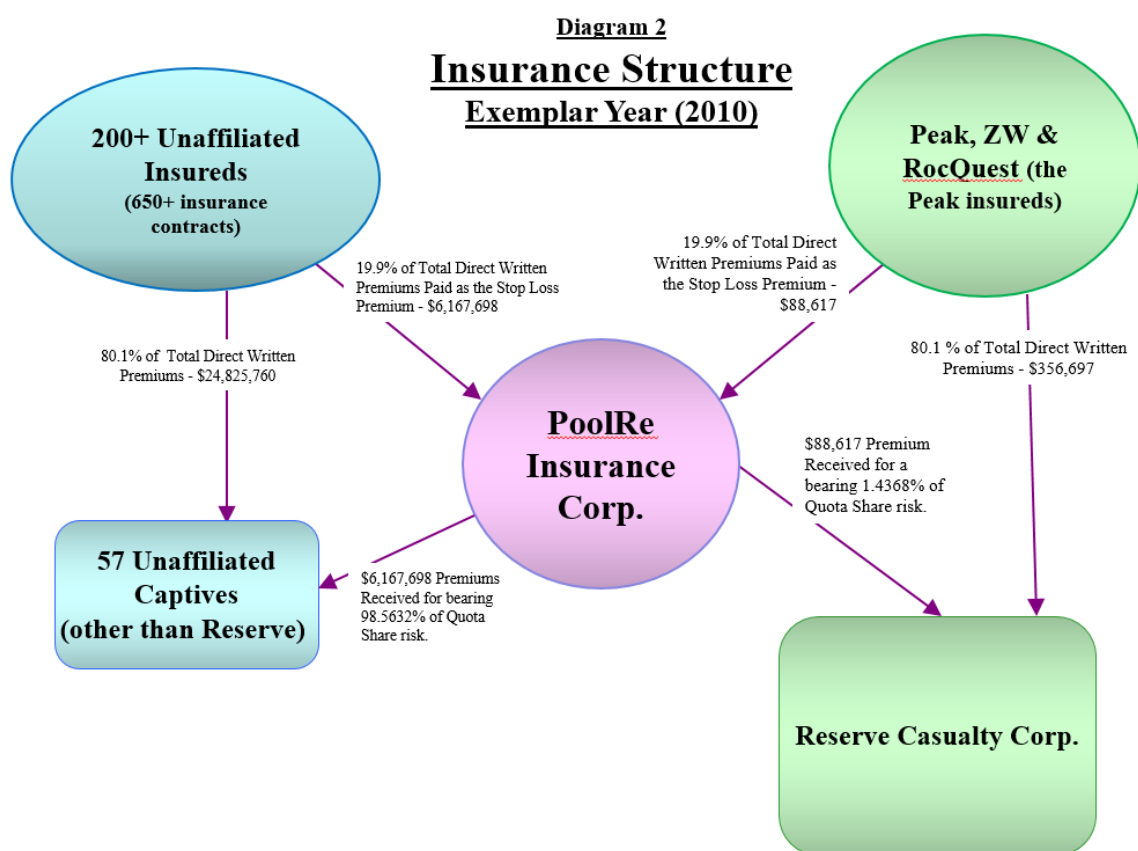 Diagram 2
Insurance Structure
Exemplar Year (2010)
200+ Unaffiliated
Insureds
(650+ insurance
contracts)
Peak, ZW &
RocQuest (the
Peak insureds)
19.9% of Total Direct Written
Premiums Paid as the Stop Loss
Premium - $6,167,698
19.9% of Total Direct
Written Premiums Paid as
the Stop Loss Premium -
$88,617
80.1% of Total Direct Written
Premiums - $24,825,760
80.1 % of Total Direct Written
Premiums - $356,697
PoolRe
Insurance
Corp.
$88,617 Premium
Received for a
bearing 1.4368% of
Quota Share risk.
57 Unaffiliated
Captives
(other than Reserve)
$6,167,698 Premiums
Received for bearing
98.5632% of Quota
Share risk.
Reserve Casualty Corp.